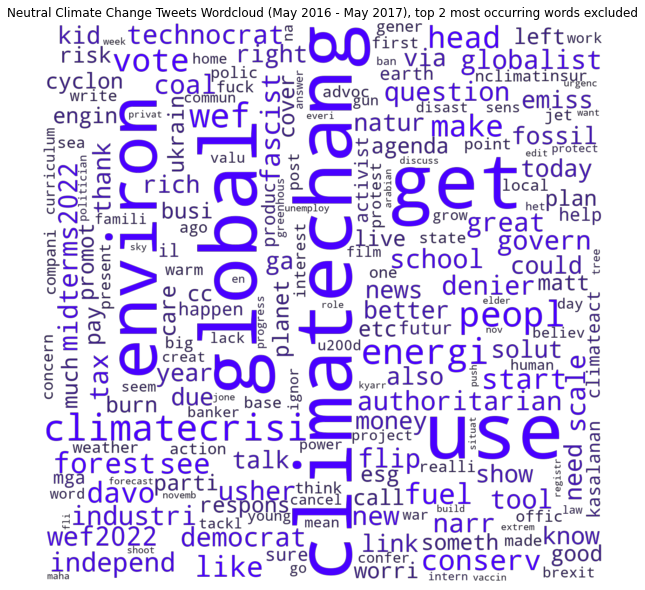 Neutral Climate Change Tweets Wordcloud (May 2016 - May 2017), top 2 most occurring words excluded
kid week technocrat na gener first head left work
risk vote home right via ban globalist
cyclon polic coal cover advoc earth nclimatinsur urgenc
write fuck wef gun question disast sens emiss jet want
engin privat commun answer natur make fossil
sea ukrain valu everi agenda point edit protect
curriculum politician thank rich fascist post activist protest discuss today
famili ago product greenhous unemploy arabian local het plan
environ global climatechang get
midterms2022 promot present busi interest live grow great help
compani il ga film state govern
warm en planet one school could tree
concern much pay care cc news denier matt
happen progress etc futur better elder day
tax big lack role u200d peopl nov believ
creat year seem jone ignor kyarr energi solut human climateact
burn due base also push start
banker money authoritarian scale
climatecrisi power project use need kasalanan
weather action talk flip situat
forest see parti realli show registr
mga forecast usher think esg
word novemb respons cancel call fuel tool law
davo industri tackl young new war build offic
fli mean narr extrem made know
wef2022 democrat sure link someth good
independ shoot like go confer worri conserv brexit
maha intern vaccin